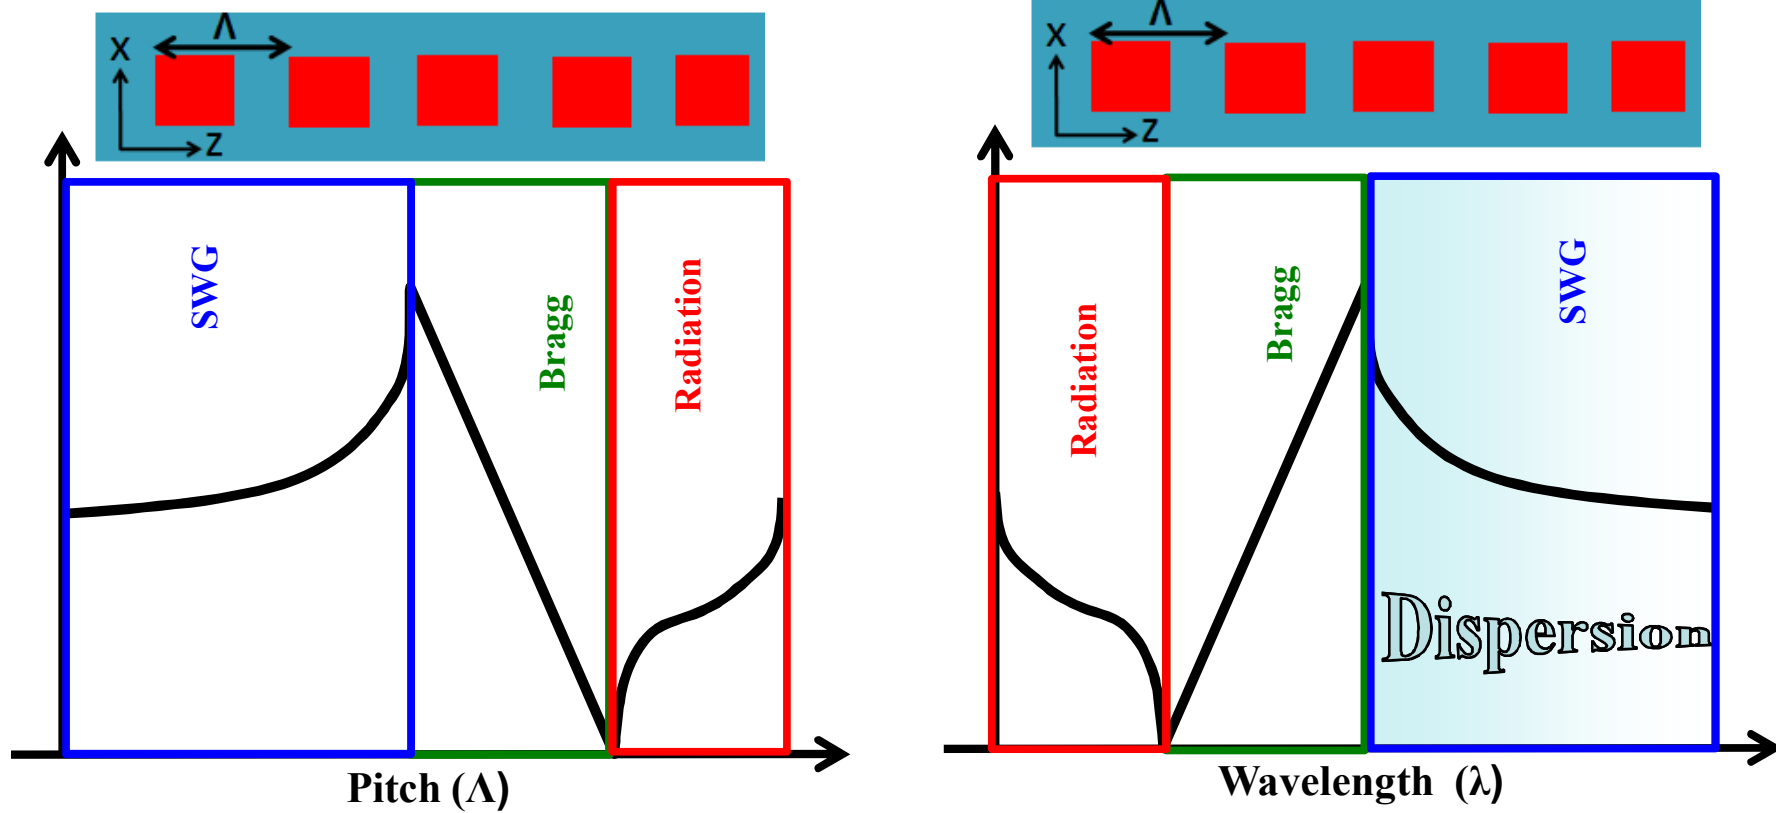 Λ
X
Z
SWG
Bragg
Radiation
Pitch (Λ)
Λ
X
Z
Radiation
Bragg
SWG
Dispersion
Wavelength (λ)